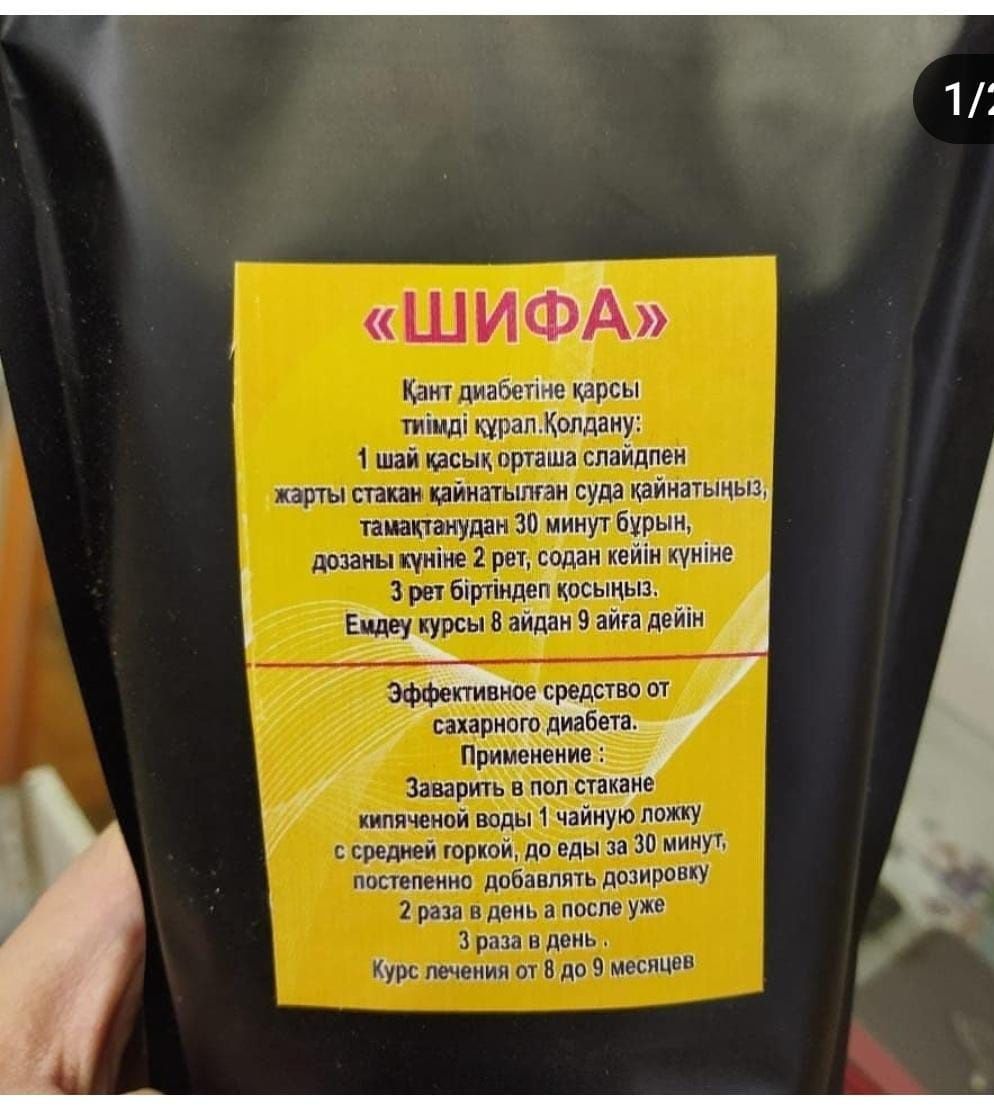 1/2
«ШИФА»
Қант диабетіне қарсы
тиімді құрал.Қолдану:
1 шай қасық орташа слайдпен
жарты стакан қайнатылған суда қайнатыңыз,
тамақтанудан 30 минут бұрын,
дозаны күніне 2 рет, содан кейін күніне
3 рет біртіндеп қосыңыз.
Емдеу курсы 8 айдан 9 айға дейін
Эффективное средство от
сахарного диабета.
Применение :
Заварить в пол стакане
кипяченой воды 1 чайную ложку
с средней горкой, до еды за 30 минут,
постепенно добавлять дозировку
2 раза в день а после уже
3 раза в день .
Курс лечения от 8 до 9 месяцев